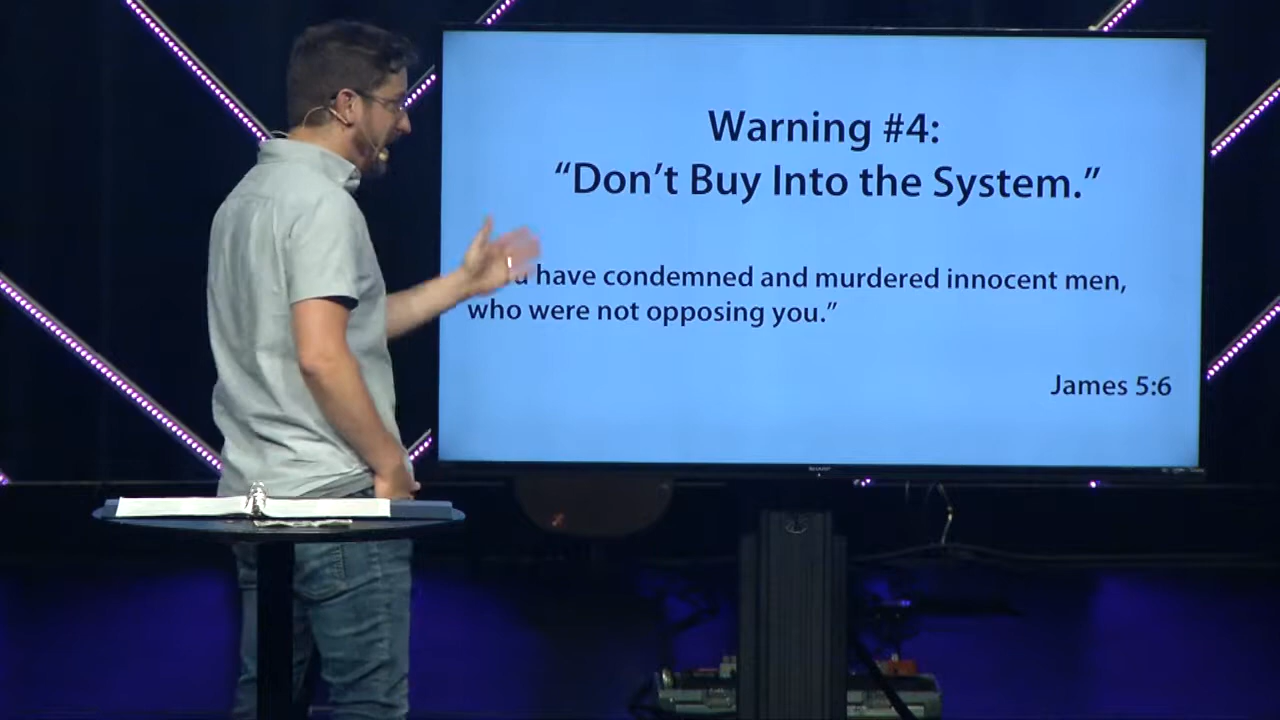 Warning #4:
“Don’t Buy Into the System.”
have condemned and murdered innocent men,
who were not opposing you.”
James 5:6
SHARP